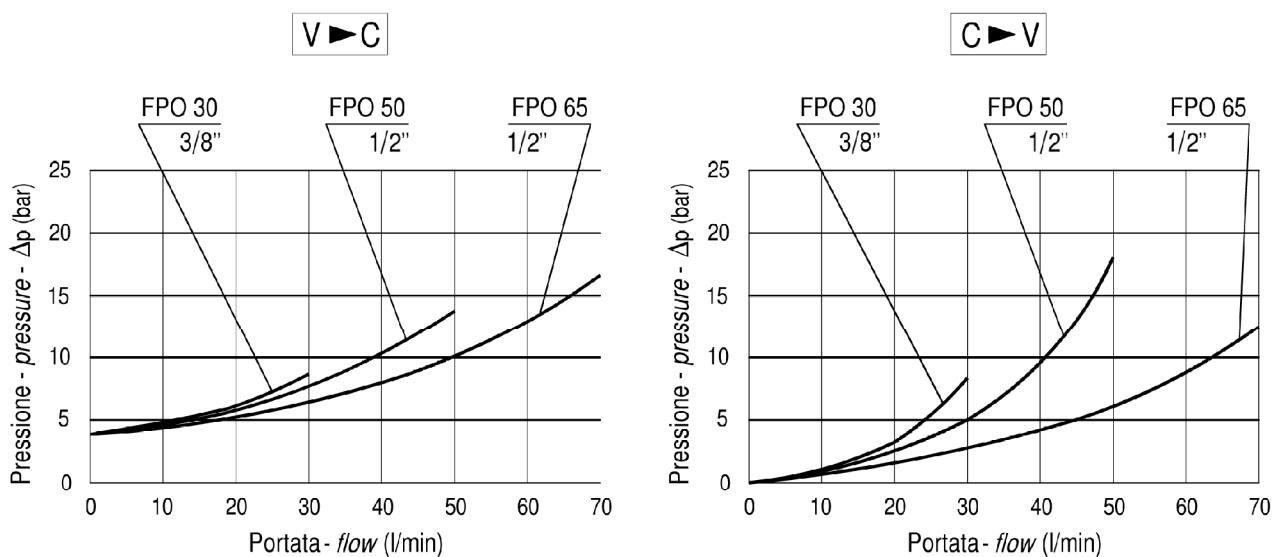 V ► C
FPO 30
3/8”
FPO 50
1/2”
FPO 65
1/2”
Pressione - pressure - Δp (bar)
25
20
15
10
5
0
0 10 20 30 40 50 60 70
Portata - flow (l/min)
C ► V
FPO 30
3/8”
FPO 50
1/2”
FPO 65
1/2”
Pressione - pressure - Δp (bar)
25
20
15
10
5
0
0 10 20 30 40 50 60 70
Portata - flow (l/min)